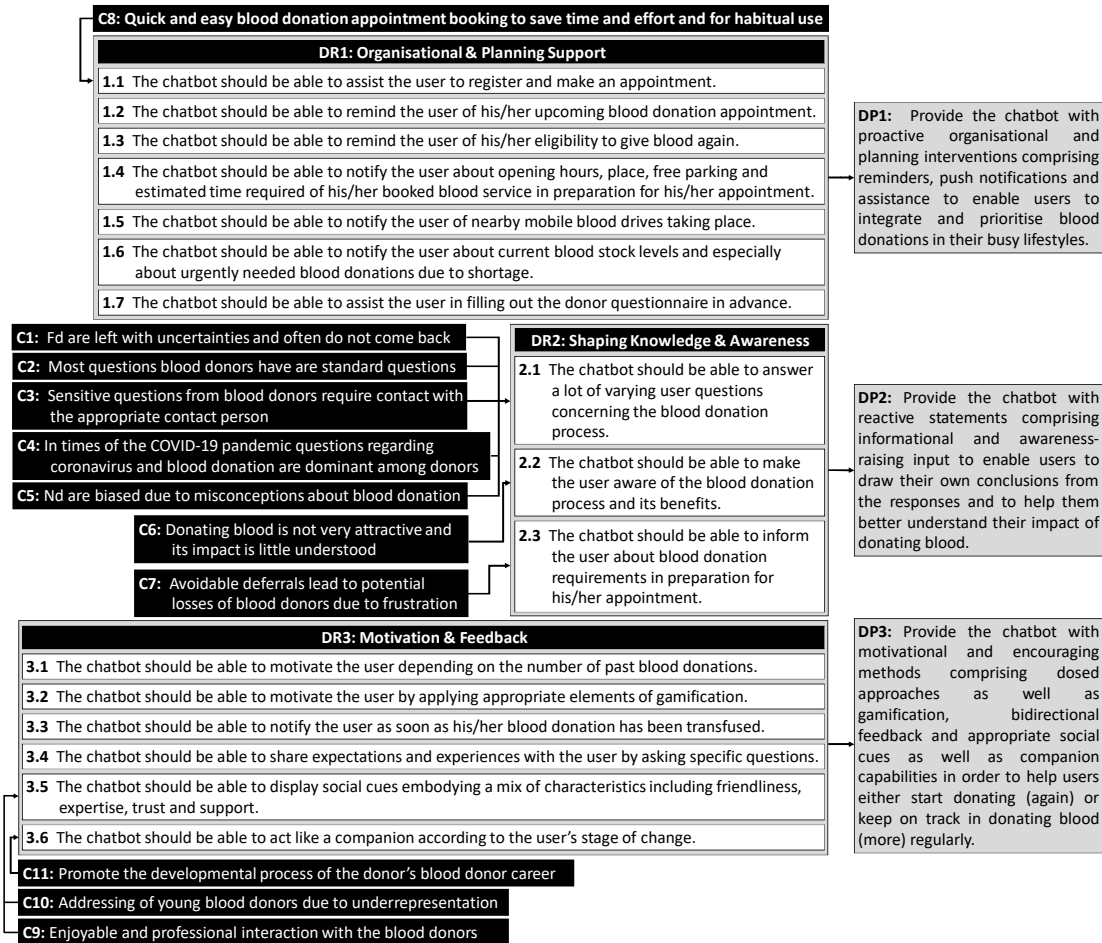 C8: Quick and easy blood donation appointment booking to save time and effort and for habitual use
DR1: Organisational & Planning Support
1.1 The chatbot should be able to assist the user to register and make an appointment.
1.2 The chatbot should be able to remind the user of his/her upcoming blood donation appointment.
1.3 The chatbot should be able to remind the user of his/her eligibility to give blood again.
1.4 The chatbot should be able to notify the user about opening hours, place, free parking and
estimated time required of his/her booked blood service in preparation for his/her appointment.
1.5 The chatbot should be able to notify the user of nearby mobile blood drives taking place.
1.6 The chatbot should be able to notify the user about current blood stock levels and especially
about urgently needed blood donations due to shortage.
1.7 The chatbot should be able to assist the user in filling out the donor questionnaire in advance.
DP1: Provide the chatbot with
proactive organisational and
planning interventions comprising
reminders, push notifications and
assistance to enable users to
integrate and prioritise blood
donations in their busy lifestyles.
C1: Fd are left with uncertainties and often do not come back
C2: Most questions blood donors have are standard questions
C3: Sensitive questions from blood donors require contact with
the appropriate contact person
C4: In times of the COVID-19 pandemic questions regarding
coronavirus and blood donation are dominant among donors
C5: Nd are biased due to misconceptions about blood donation
C6: Donating blood is not very attractive and
its impact is little understood
C7: Avoidable deferrals lead to potential
losses of blood donors due to frustration
DR2: Shaping Knowledge & Awareness
2.1 The chatbot should be able to answer
a lot of varying user questions
concerning the blood donation
process.
2.2 The chatbot should be able to make
the user aware of the blood donation
process and its benefits.
2.3 The chatbot should be able to inform
the user about blood donation
requirements in preparation for
his/her appointment.
DP2: Provide the chatbot with
reactive statements comprising
informational and awareness-
raising input to enable users to
draw their own conclusions from
the responses and to help them
better understand their impact of
donating blood.
DR3: Motivation & Feedback
3.1 The chatbot should be able to motivate the user depending on the number of past blood donations.
3.2 The chatbot should be able to motivate the user by applying appropriate elements of gamification.
3.3 The chatbot should be able to notify the user as soon as his/her blood donation has been transfused.
3.4 The chatbot should be able to share expectations and experiences with the user by asking specific questions.
3.5 The chatbot should be able to display social cues embodying a mix of characteristics including friendliness,
expertise, trust and support.
3.6 The chatbot should be able to act like a companion according to the user's stage of change.
DP3: Provide the chatbot with
motivational and encouraging
methods comprising dosed
approaches as well as
gamification, bidirectional
feedback and appropriate social
cues as well as companion
capabilities in order to help users
either start donating (again) or
keep on track in donating blood
(more) regularly.
C11: Promote the developmental process of the donor's blood donor career
C10: Addressing of young blood donors due to underrepresentation
C9: Enjoyable and professional interaction with the blood donors